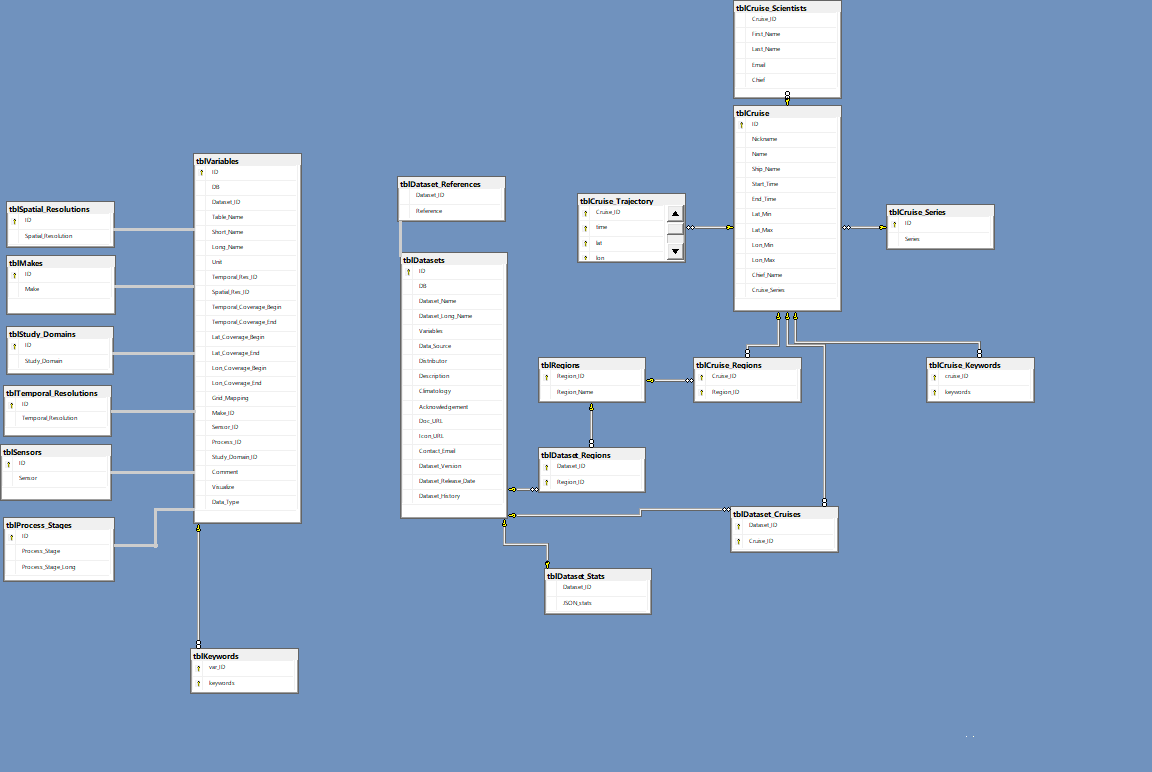 tblCruise_Scientists
Cruise_ID
First_Name
Last_Name
Email
Chief
tblCruise
ID
Nickname
Name
Ship_Name
Start_Time
End_Time
Lat_Min
Lat_Max
Lon_Min
Lon_Max
Chief_Name
Cruise_Series
tblCruise_Trajectory
Cruise_ID
time
lat
lon
tblCruise_Series
ID
Series
tblVariables
ID
DB
Dataset_ID
Table_Name
Short_Name
Long_Name
Unit
Temporal_Res_ID
Spatial_Res_ID
Temporal_Coverage_Begin
Temporal_Coverage_End
Lat_Coverage_Begin
Lat_Coverage_End
Lon_Coverage_Begin
Lon_Coverage_End
Grid_Mapping
Make_ID
Sensor_ID
Process_ID
Study_Domain_ID
Comment
Visualize
Data_Type
tblSpatial_Resolutions
ID
Spatial_Resolution
tblMakes
ID
Make
tblStudy_Domains
ID
Study_Domain
tblTemporal_Resolutions
ID
Temporal_Resolution
tblSensors
ID
Sensor
tblProcess_Stages
ID
Process_Stage
Process_Stage_Long
tblKeywords
var_ID
keywords
tblDataset_References
Dataset_ID
Reference
tblDatasets
ID
DB
Dataset_Name
Dataset_Long_Name
Variables
Data_Source
Distributor
Description
Climatology
Acknowledgement
Doc_URL
Icon_URL
Contact_Email
Dataset_Version
Dataset_Release_Date
Dataset_History
tblRegions
Region_ID
Region_Name
tblCruise_Regions
Cruise_ID
Region_ID
tblCruise_Keywords
cruise_ID
keywords
tblDataset_Regions
Dataset_ID
Region_ID
tblDataset_Cruises
Dataset_ID
Cruise_ID
tblDataset_Stats
Dataset_ID
JSON_stats